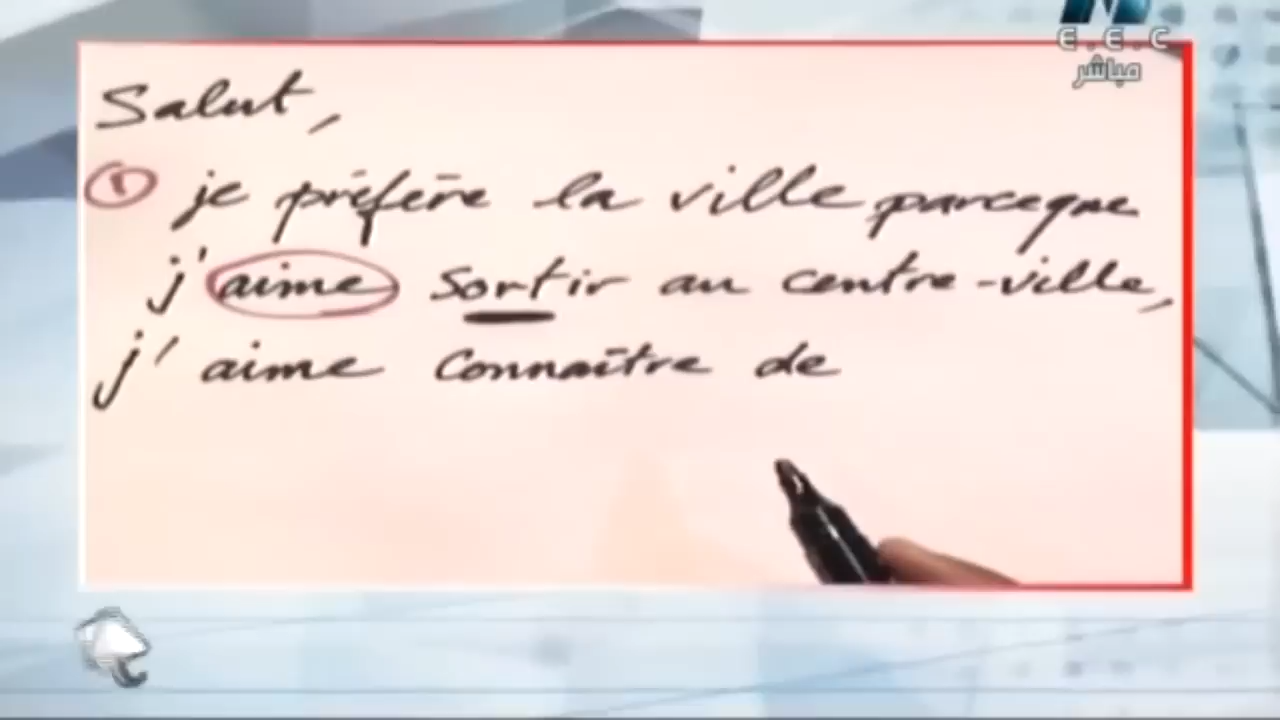 E.E.C
مباشر
Salut,
① je préfère la ville parceque
j'aime sortir au centre-ville,
j'aime connaître de